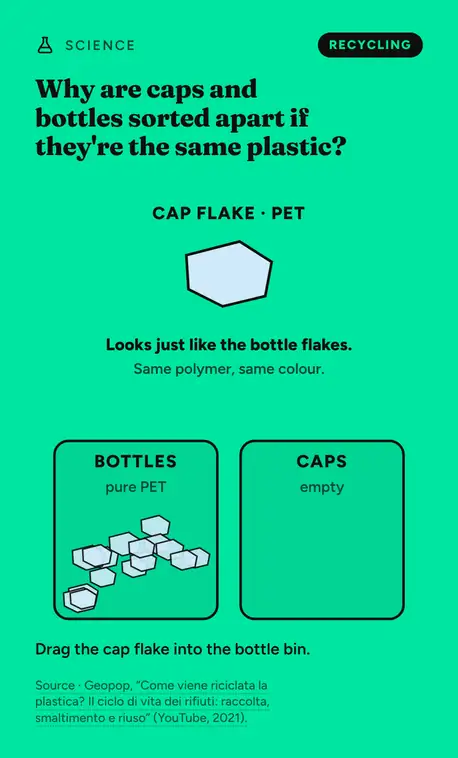 SCIENCE
RECYCLING
Why are caps and
bottles sorted apart if
they're the same plastic?
CAP FLAKE · PET
Looks just like the bottle flakes.
Same polymer, same colour.
BOTTLES
pure PET
CAPS
empty
Drag the cap flake into the bottle bin.
Source · Geopop, “Come viene riciclata la
plastica? Il ciclo di vita dei rifiuti: raccolta,
smaltimento e riuso” (YouTube, 2021).